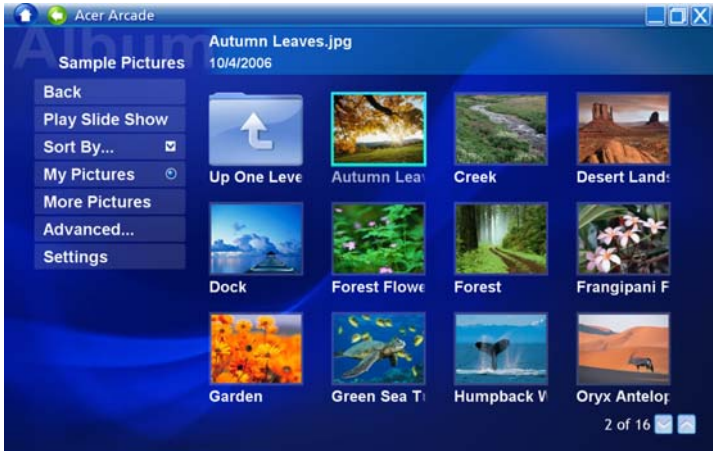 Acer Arcade
Album
Autumn Leaves.jpg
10/4/2006
Sample Pictures
Back
Play Slide Show
Sort By...
My Pictures
More Pictures
Advanced...
Settings
Up One Leve
Autumn Leav
Creek
Desert Lands
Dock
Forest Flowe
Forest
Frangipani F
Garden
Green Sea Tu
Humpback W
Oryx Antelop
2 of 16